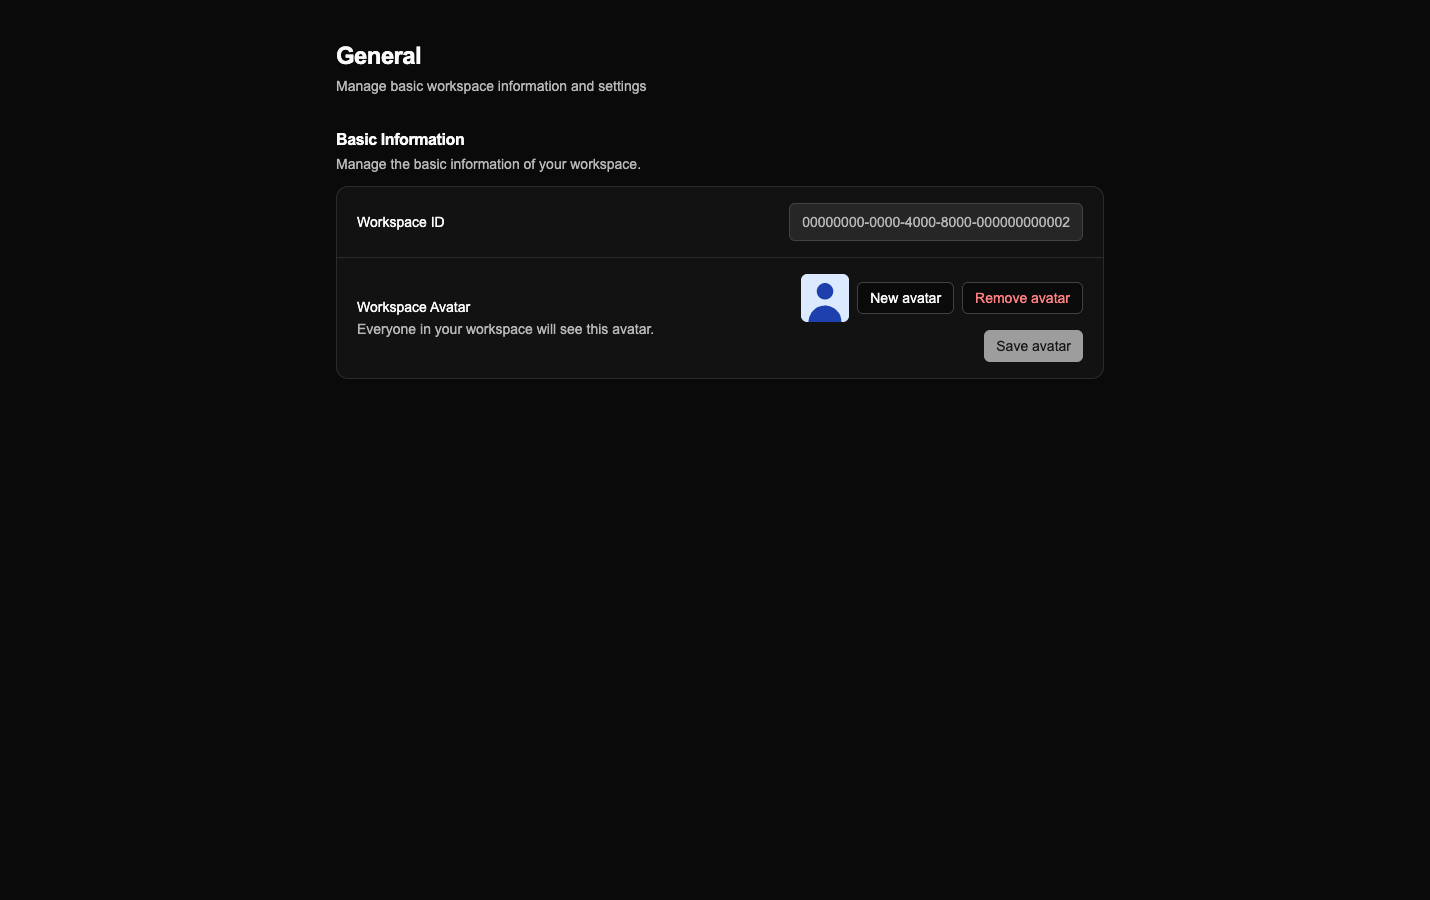 General
Manage basic workspace information and settings
Basic Information
Manage the basic information of your workspace.
Workspace ID
00000000-0000-4000-8000-000000000002
Workspace Avatar
Everyone in your workspace will see this avatar.
New avatar
Remove avatar
Save avatar